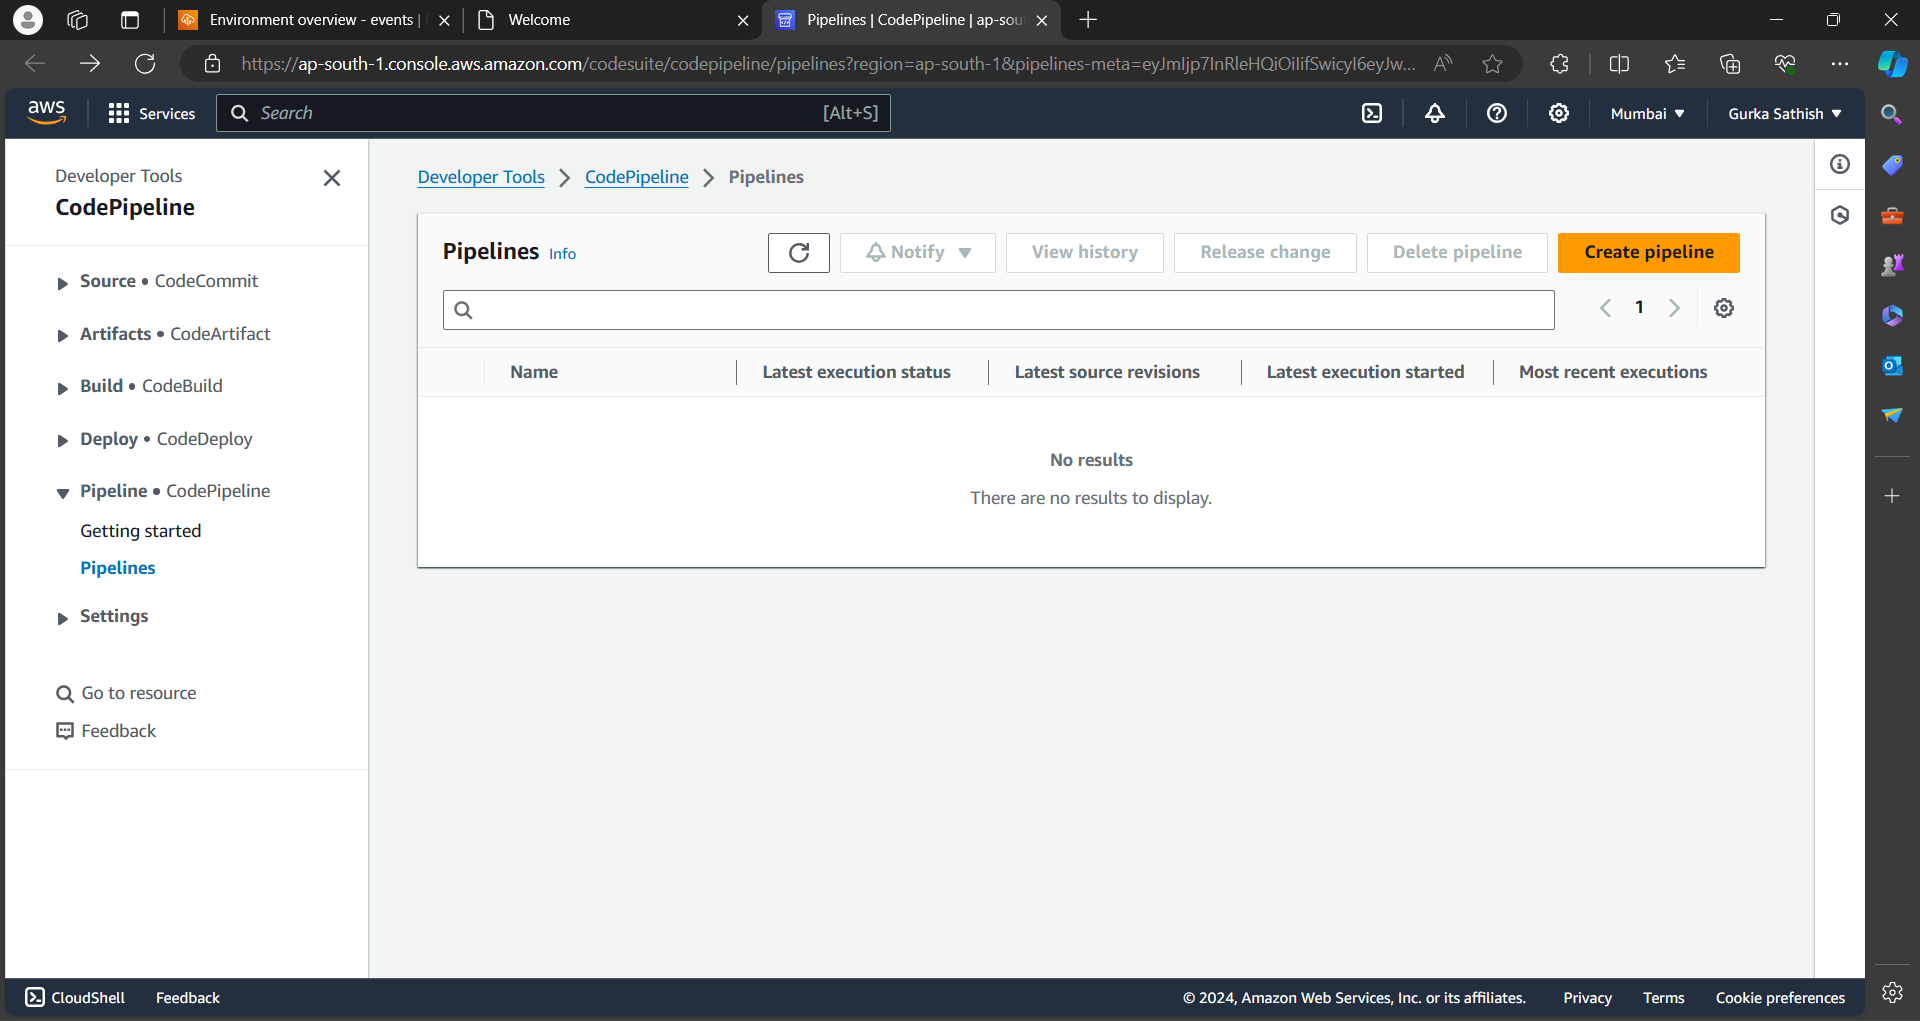 Environment overview - events |
Welcome
Pipelines | CodePipeline | ap-sou
https://ap-south-1.console.aws.amazon.com/codesuite/codepipeline/pipelines?region=ap-south-1&pipelines-meta=eyJmIjp7InRleHQiOiIifSwicyI6eyJw...
aws
Services
Search
[Alt+S]
Mumbai
Gurka Sathish
Developer Tools
CodePipeline
Source • CodeCommit
Artifacts • CodeArtifact
Build • CodeBuild
Deploy • CodeDeploy
Pipeline • CodePipeline
Getting started
Pipelines
Settings
Go to resource
Feedback
Developer Tools > CodePipeline > Pipelines
Pipelines Info
Notify
View history
Release change
Delete pipeline
Create pipeline
1
Name
Latest execution status
Latest source revisions
Latest execution started
Most recent executions
No results
There are no results to display.
CloudShell
Feedback
© 2024, Amazon Web Services, Inc. or its affiliates.
Privacy
Terms
Cookie preferences